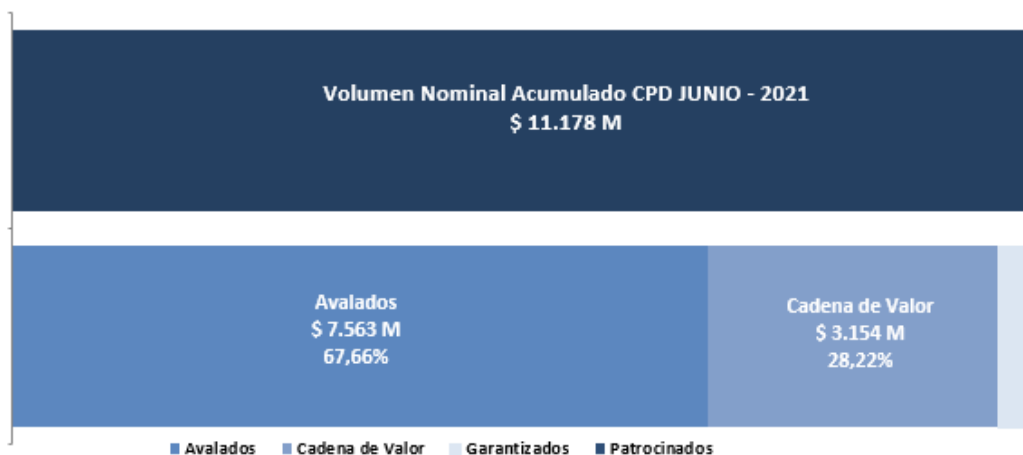 Volumen Nominal Acumulado CPD JUNIO - 2021
$ 11.178 M
Avalados
$ 7.563 M
67,66%
Cadena de Valor
$ 3.154 M
28,22%
Avalados Cadena de Valor Garantizados Patrocinados